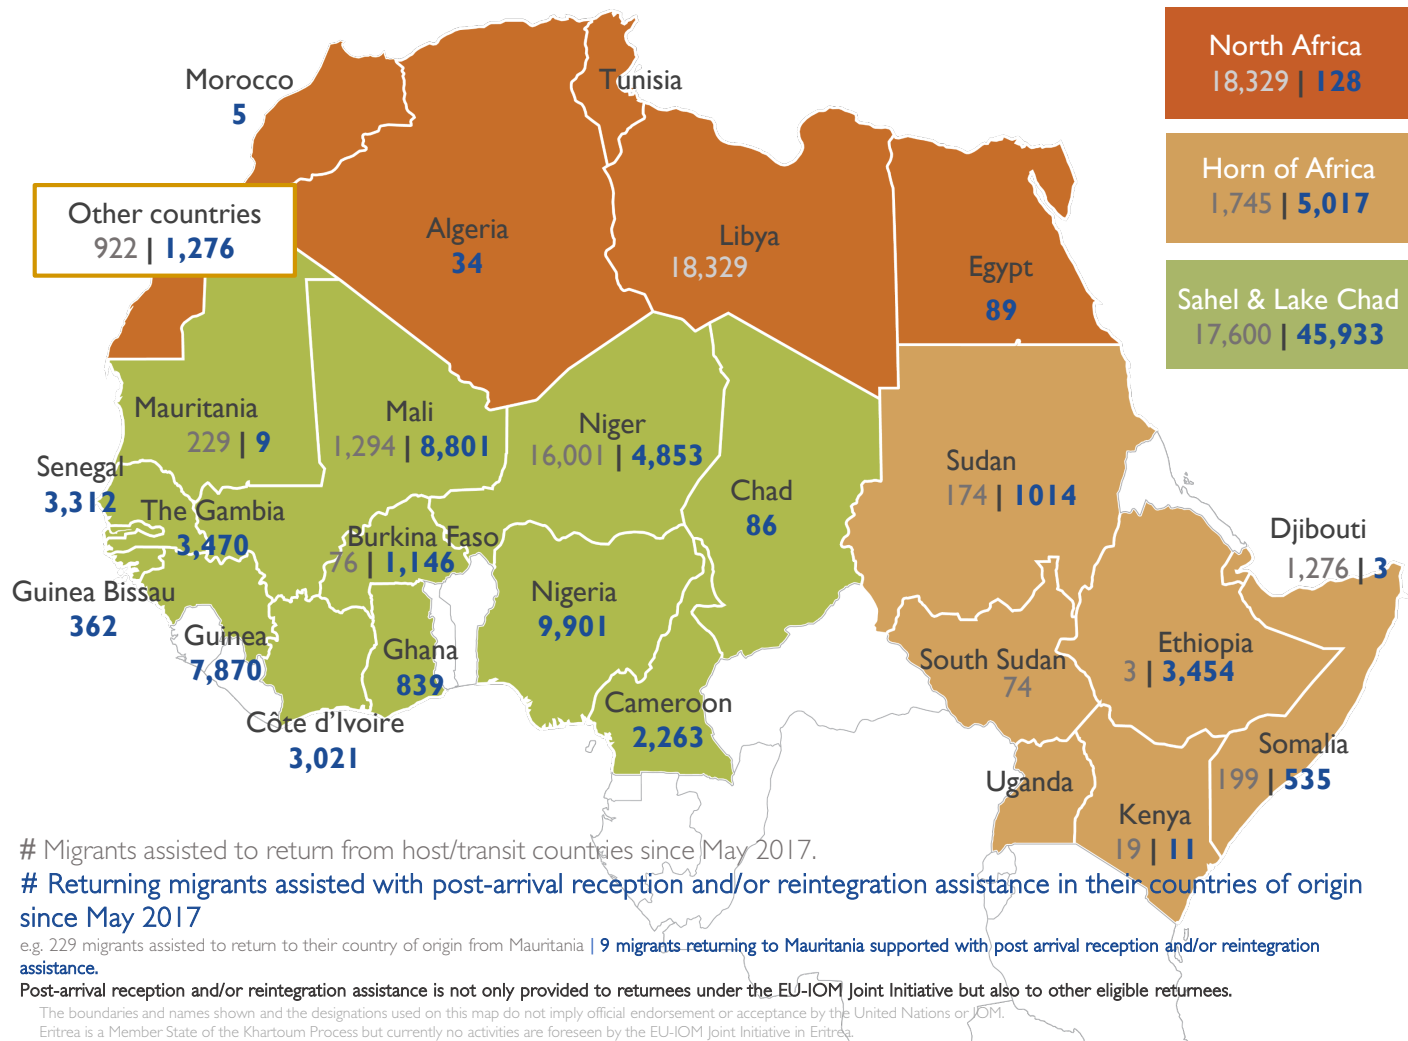 Morocco
5
Tunisia
North Africa
18,329 | 128
Horn of Africa
1,745 | 5,017
Sahel & Lake Chad
17,600 | 45,933
Other countries
922 | 1,276
Algeria
34
Libya
18,329
Egypt
89
Mauritania
229 | 9
Mali
1,294 | 8,801
Niger
16,001 | 4,853
Chad
86
Sudan
174 | 1014
Senegal
3,312
The Gambia
3,470
Burkina Faso
76 | 1,146
Djibouti
1,276 | 3
Guinea Bissau
362
Nigeria
9,901
Guinea
7,870
Ghana
839
Ethiopia
3 | 3,454
South Sudan
74
Côte d’Ivoire
3,021
Cameroon
2,263
Somalia
199 | 535
Uganda
Kenya
19 | 11
# Migrants assisted to return from host/transit countries since May 2017.
# Returning migrants assisted with post-arrival reception and/or reintegration assistance in their countries of origin
since May 2017
e.g. 229 migrants assisted to return to their country of origin from Mauritania | 9 migrants returning to Mauritania supported with post arrival reception and/or reintegration
assistance.
Post-arrival reception and/or reintegration assistance is not only provided to returnees under the EU-IOM Joint Initiative but also to other eligible returnees.
The boundaries and names shown and the designations used on this map do not imply official endorsement or acceptance by the United Nations or IOM.
Eritrea is a Member State of the Khartoum Process but currently no activities are foreseen by the EU-IOM Joint Initiative in Eritrea.